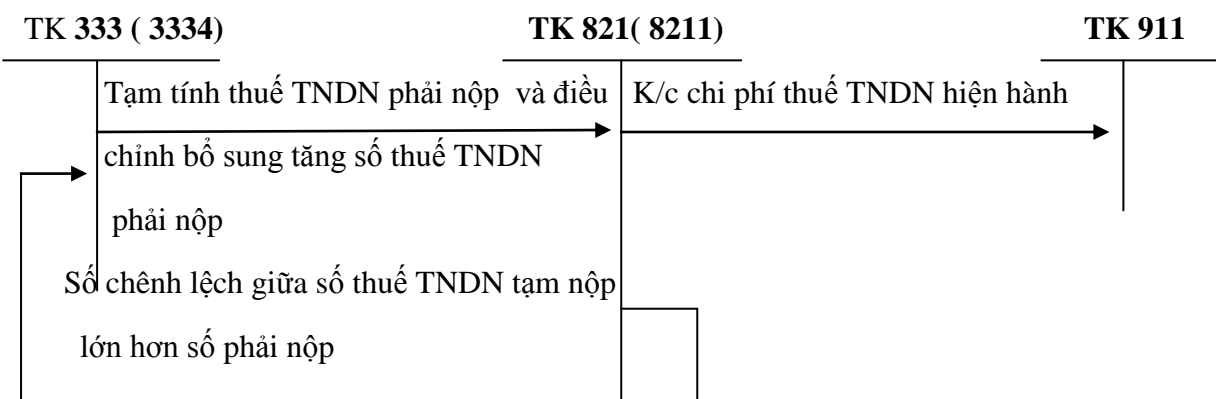 TK 333 ( 3334)
TK 821( 8211)
TK 911
Tạm tính thuế TNDN phải nộp và điều
chỉnh bổ sung tăng số thuế TNDN
phải nộp
K/c chi phí thuế TNDN hiện hành
Số chênh lệch giữa số thuế TNDN tạm nộp
lớn hơn số phải nộp